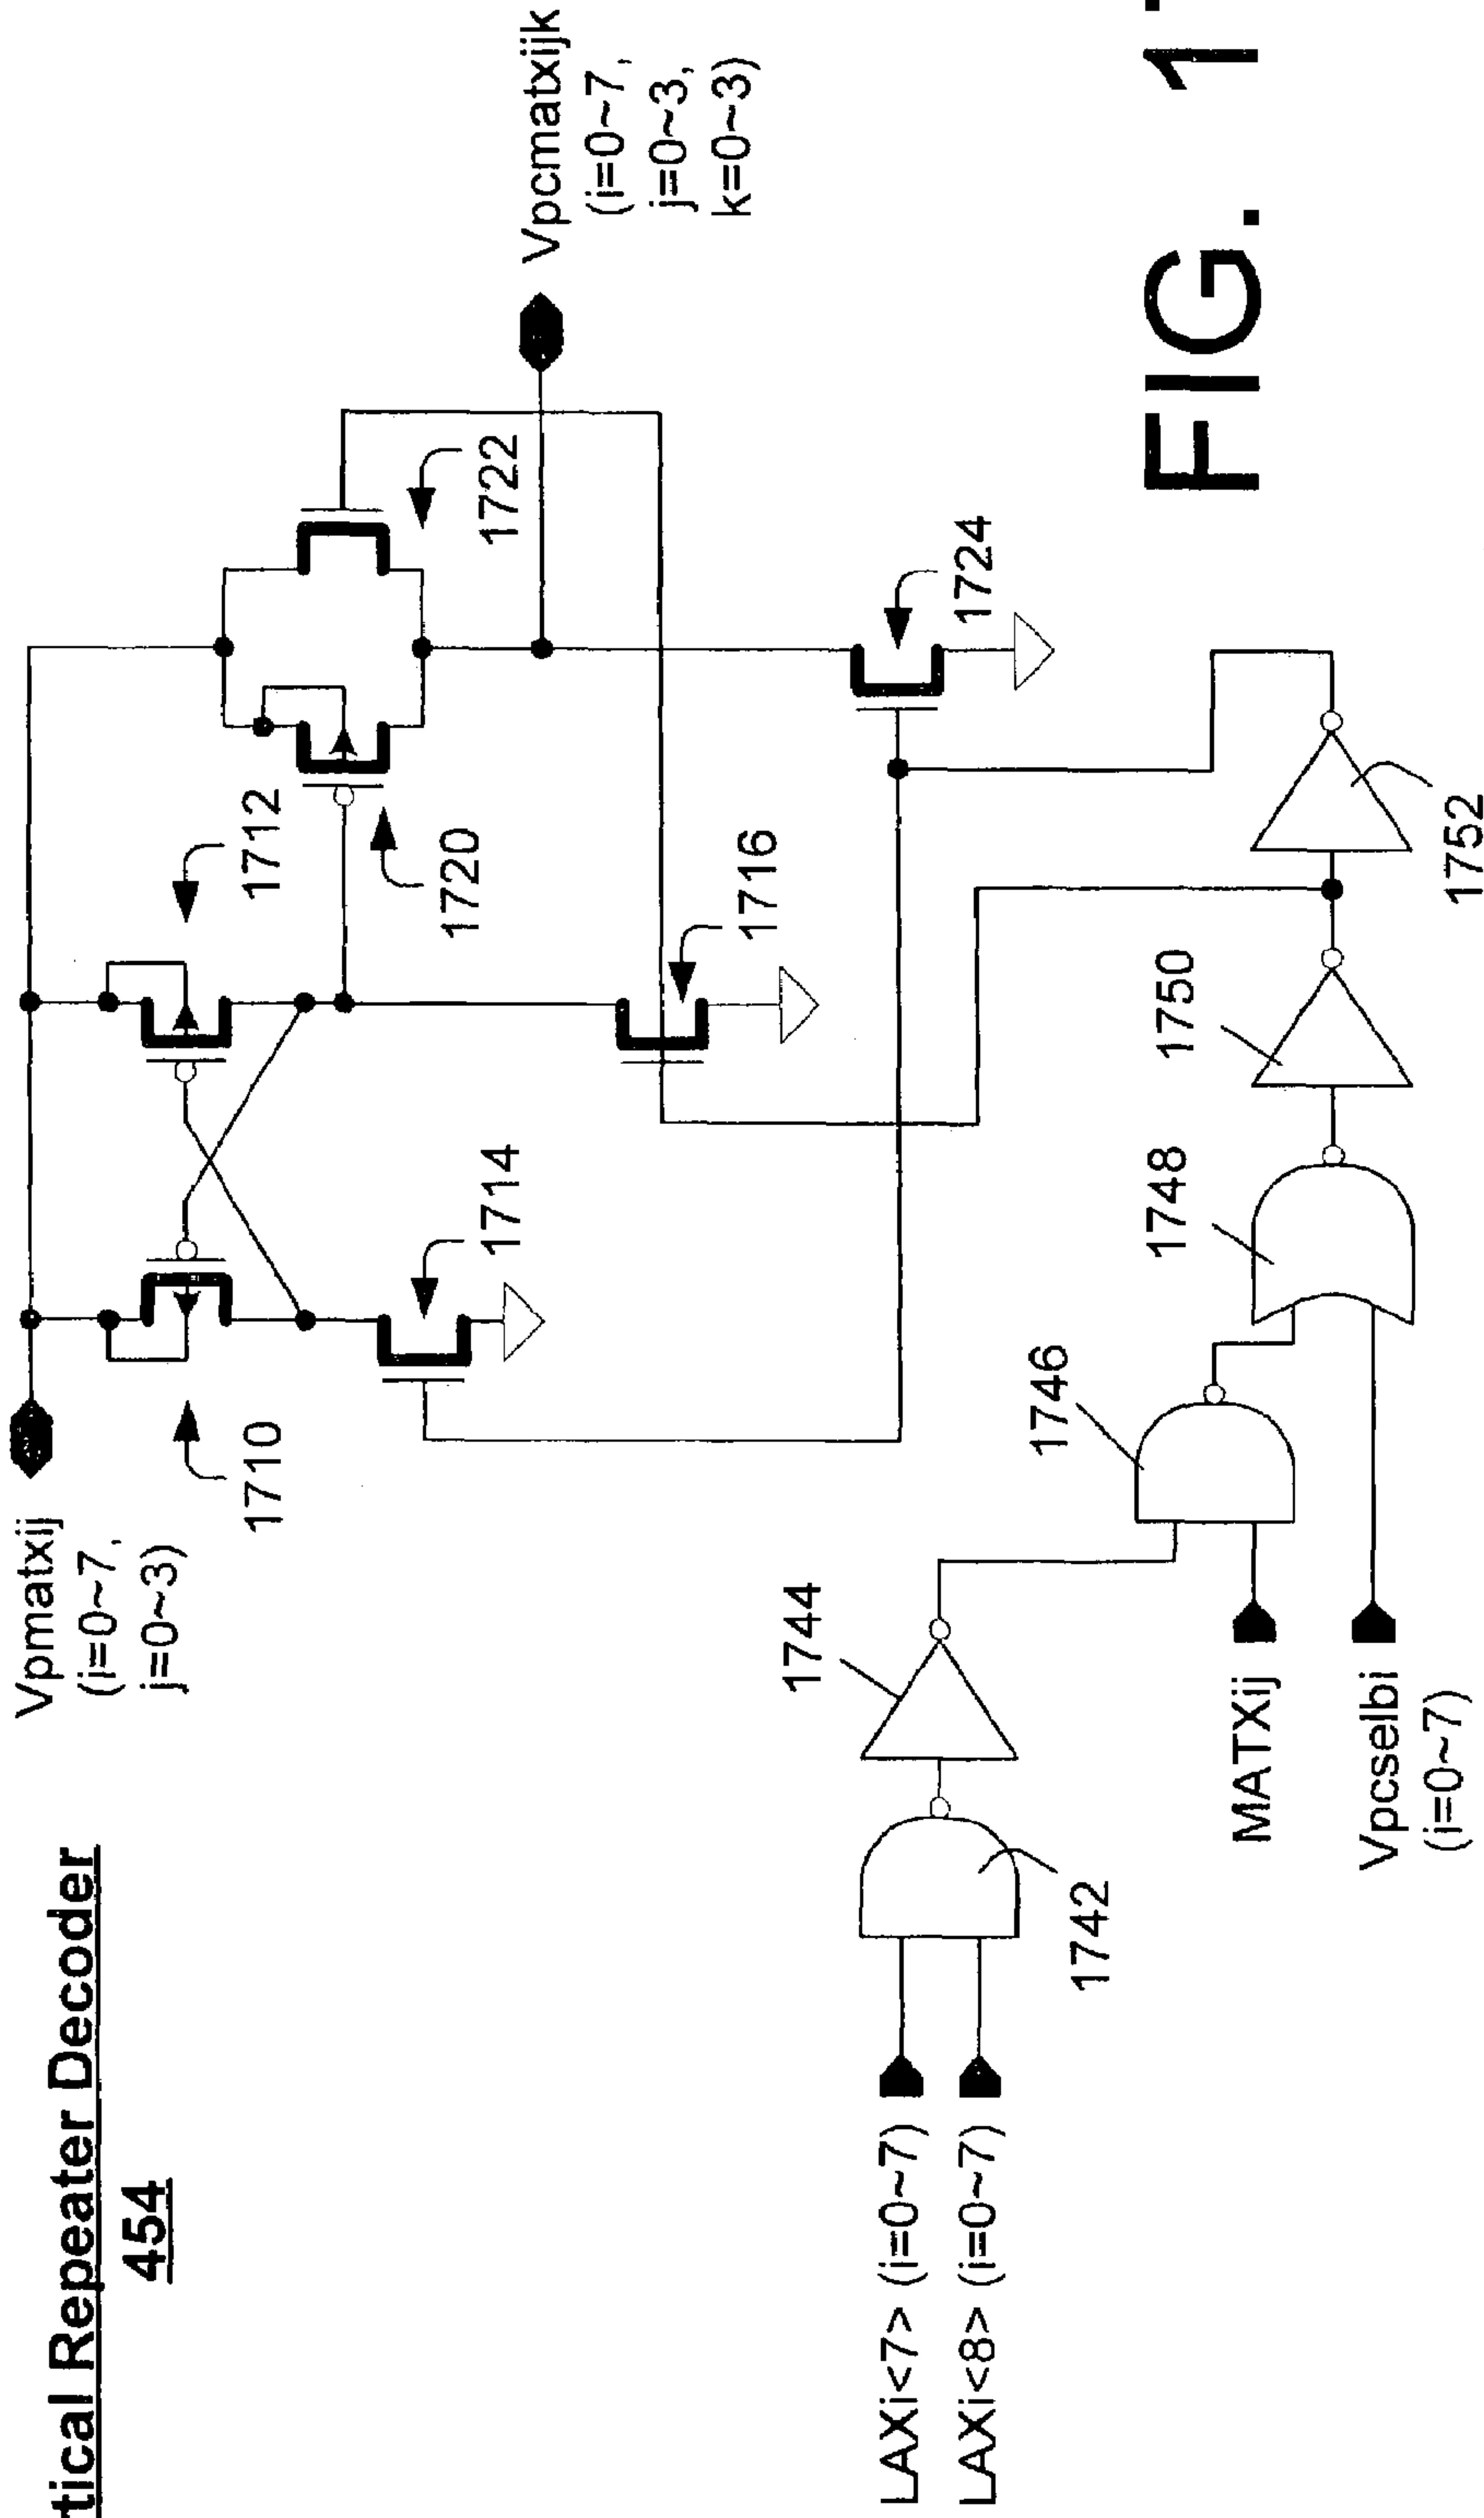 tical Repeater Decoder
454
Vpmatxij
(i=0~7,
j=0~3)
1710
1712
1714
1716
1720
1722
1724
Vpcmatxijk
(i=0~7,
j=0~3,
k=0~3)
LAXi<7> (i=0~7)
LAXi<8> (i=0~7)
1742
1744
MATXij
Vpcselbi
(i=0~7)
1746
1748
1750
1752
FIG. 1